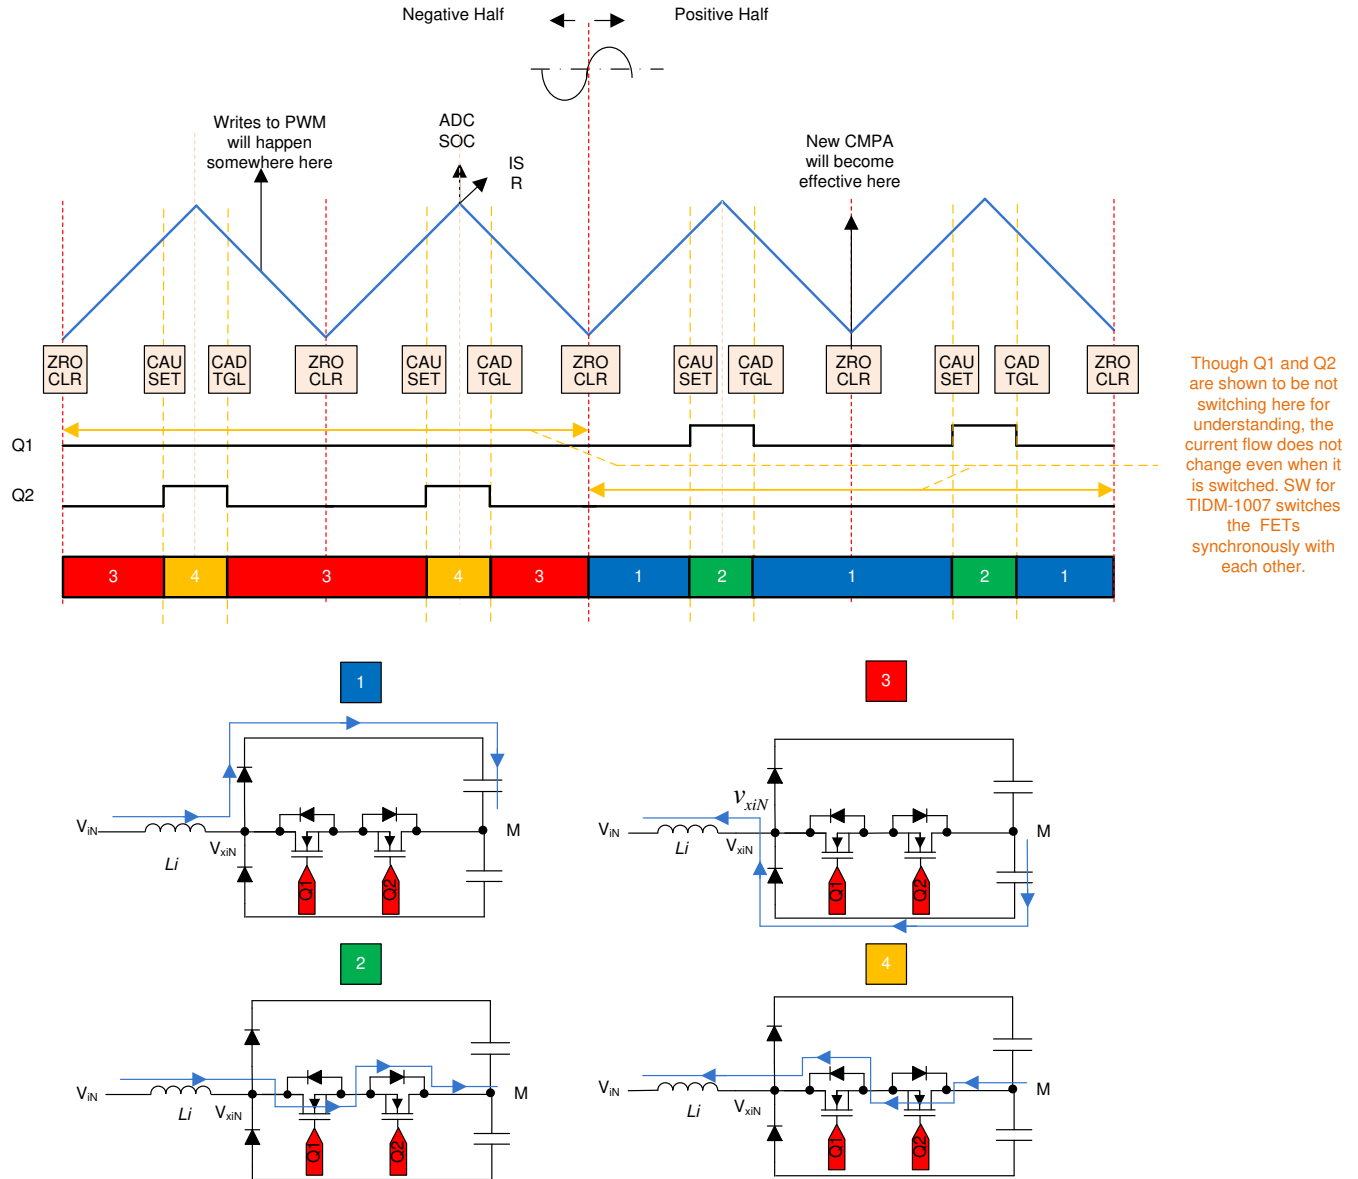 Negative Half
Positive Half
Writes to PWM
will happen
somewhere here
ADC
SOC
IS
R
New CMPA
will become
effective here
ZRO
CLR
CAU
SET
CAD
TGL
ZRO
CLR
CAU
SET
CAD
TGL
ZRO
CLR
CAU
SET
CAD
TGL
ZRO
CLR
CAU
SET
CAD
TGL
ZRO
CLR
Though Q1 and Q2
are shown to be not
switching here for
understanding, the
current flow does not
change even when it
is switched. SW for
TIDM-1007 switches
the FETs
synchronously with
each other.
Q1
Q2
3 4 3 4 3 1 2 1 2 1
1
ViN
Li
VxiN
Q1
Q2
M
3
vxiN
ViN
Li
VxiN
Q1
Q2
M
2
ViN
Li
VxiN
Q1
Q2
M
4
ViN
Li
VxiN
Q1
Q2
M